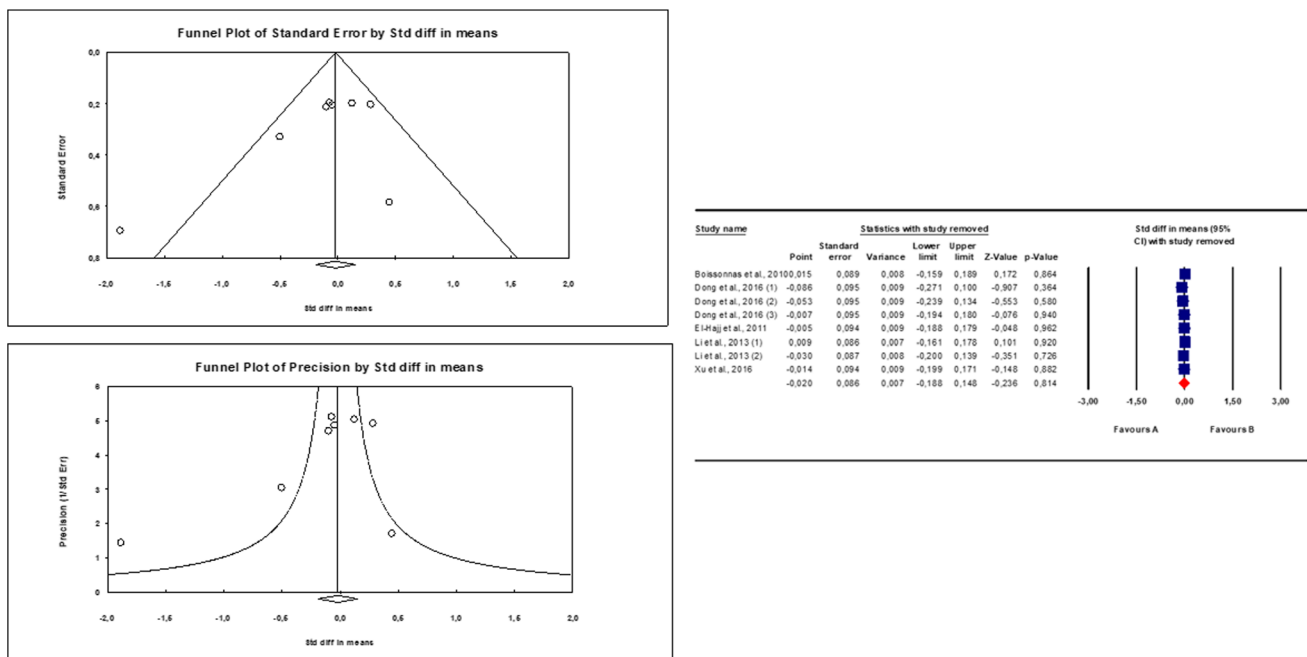 Funnel Plot of Standard Error by Std diff in means
0,0
0,2
0,4
0,6
0,8
Standard Error
-2,0 -1,5 -1,0 -0,5 0,0 0,5 1,0 1,5 2,0
Std diff in means
Funnel Plot of Precision by Std diff in means
6
5
4
3
2
1
0
Precision (1/Std Err)
-2,0 -1,5 -1,0 -0,5 0,0 0,5 1,0 1,5 2,0
Std diff in means
Study name Statistics with study removed Std diff in means (95%
CI) with study removed
Standard Lower Upper
Point error Variance limit limit Z-Value p-Value
Boissonnas et al., 2010 0,015 0,089 0,008 -0,159 0,189 0,172 0,864
Dong et al., 2016 (1) -0,086 0,095 0,009 -0,271 0,100 -0,907 0,364
Dong et al., 2016 (2) -0,053 0,095 0,009 -0,239 0,134 -0,553 0,580
Dong et al., 2016 (3) -0,007 0,095 0,009 -0,194 0,180 -0,076 0,940
El-Hajj et al., 2011 -0,005 0,094 0,009 -0,188 0,179 -0,048 0,962
Li et al., 2013 (1) 0,009 0,086 0,007 -0,161 0,178 0,101 0,920
Li et al., 2013 (2) -0,030 0,087 0,008 -0,200 0,139 -0,351 0,726
Xu et al., 2016 -0,014 0,094 0,009 -0,199 0,171 -0,148 0,882
-0,020 0,086 0,007 -0,188 0,148 -0,236 0,814
-3,00 -1,50 0,00 1,50 3,00
Favours A Favours B